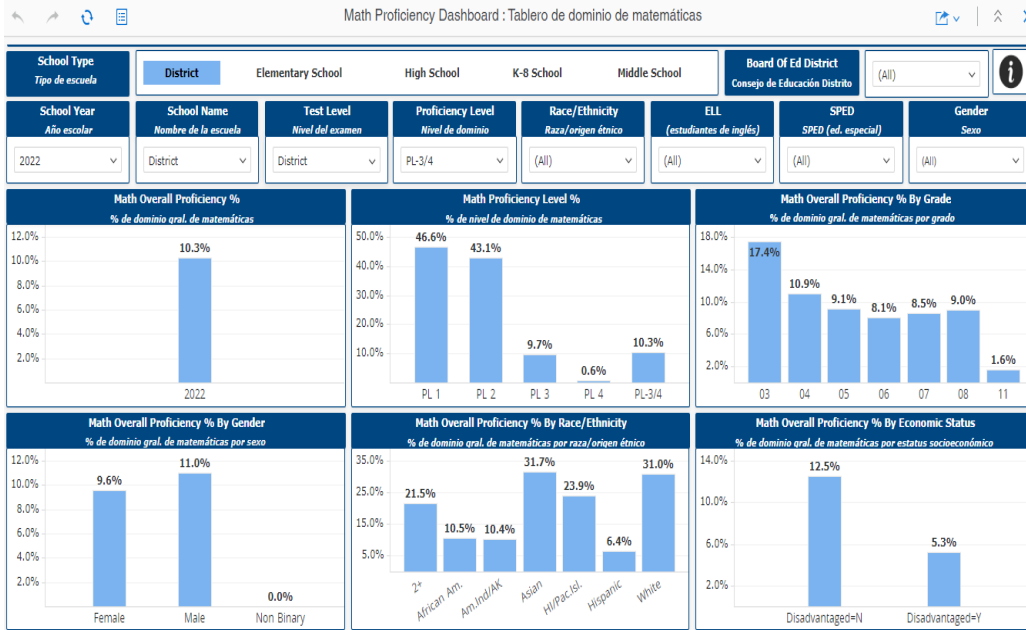 Math Proficiency Dashboard : Tablero de dominio de matemáticas
School Type
Tipo de escuela
District
Elementary School
High School
K-8 School
Middle School
Board Of Ed District
Consejo de Educación Distrito
(All)
i
School Year
Año escolar
2022
School Name
Nombre de la escuela
District
Test Level
Nivel del examen
District
Proficiency Level
Nivel de dominio
PL-3/4
Race/Ethnicity
Raza/origen étnico
(All)
ELL
(estudiantes de inglés)
(All)
SPED
SPED (ed. especial)
(All)
Gender
Sexo
(All)
Math Overall Proficiency %
% de dominio gral. de matemáticas
12.0%
10.0%
8.0%
6.0%
4.0%
2.0%
10.3%
2022
Math Proficiency Level %
% de nivel de dominio de matemáticas
50.0%
40.0%
30.0%
20.0%
10.0%
46.6%
43.1%
9.7%
0.6%
10.3%
PL 1 PL 2 PL 3 PL 4 PL-3/4
Math Overall Proficiency % By Grade
% de dominio gral. de matemáticas por grado
18.0%
14.0%
10.0%
6.0%
2.0%
17.4%
10.9%
9.1%
8.1%
8.5%
9.0%
1.6%
03 04 05 06 07 08 11
Math Overall Proficiency % By Gender
% de dominio gral. de matemáticas por sexo
12.0%
10.0%
8.0%
6.0%
4.0%
2.0%
9.6%
11.0%
0.0%
Female Male Non Binary
Math Overall Proficiency % By Race/Ethnicity
% de dominio gral. de matemáticas por raza/origen étnico
35.0%
25.0%
15.0%
5.0%
21.5%
10.5%
10.4%
31.7%
23.9%
6.4%
31.0%
2+ African Am. Am.Ind/AK Asian HI/Pac.Isl. Hispanic White
Math Overall Proficiency % By Economic Status
% de dominio gral. de matemáticas por estatus socioeconómico
14.0%
10.0%
6.0%
2.0%
12.5%
5.3%
Disadvantaged=N Disadvantaged=Y